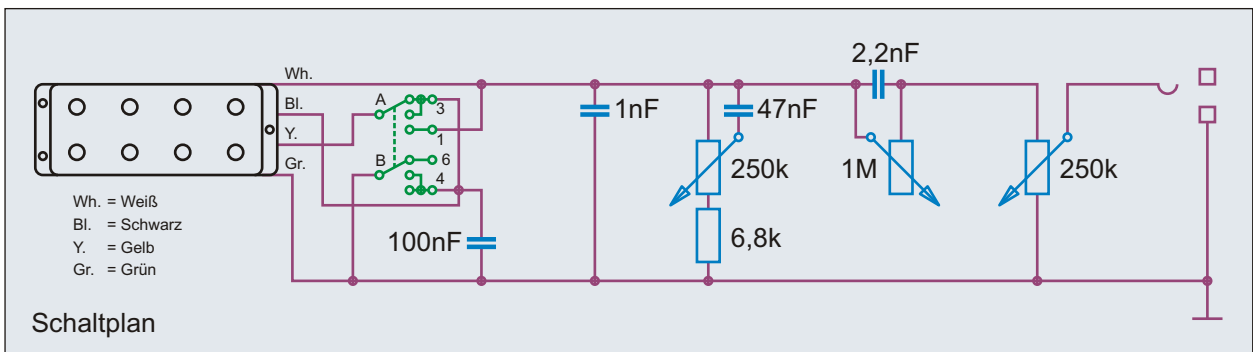 Wh.
Bl.
Y.
Gr.
A
3
1
B
6
4
1nF
47nF
2,2nF
250k
1M
250k
6,8k
100nF
Wh. = Weiß
Bl. = Schwarz
Y. = Gelb
Gr. = Grün
Schaltplan